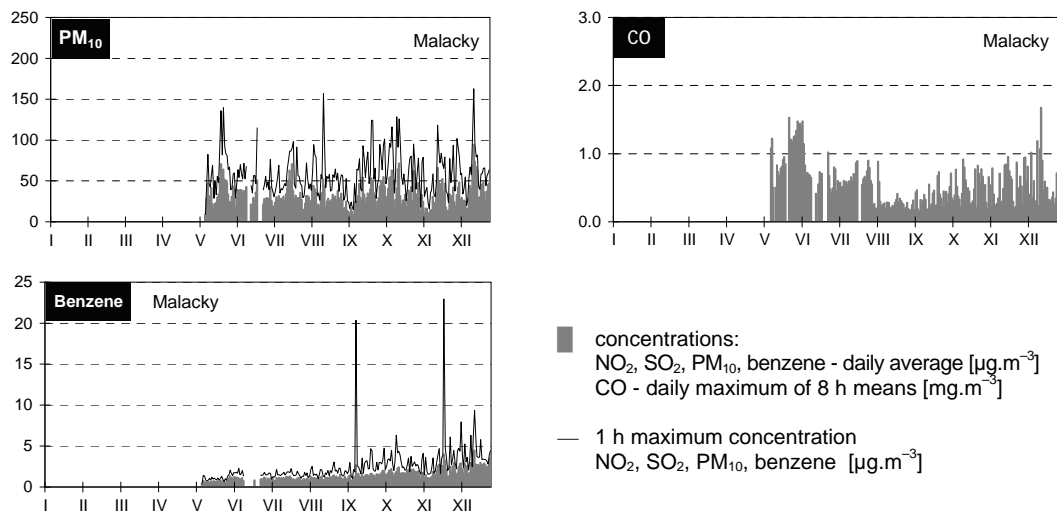 PM₁₀
Malacky
250
200
150
100
50
0
I II III IV V VI VII VIII IX X XI XII
CO
Malacky
3.0
2.0
1.0
0.0
I II III IV V VI VII VIII IX X XI XII
Benzene Malacky
25
20
15
10
5
0
I II III IV V VI VII VIII IX X XI XII
concentrations:
NO₂, SO₂, PM₁₀, benzene - daily average [µg.m⁻³]
CO - daily maximum of 8 h means [mg.m⁻³]
1 h maximum concentration
NO₂, SO₂, PM₁₀, benzene [µg.m⁻³]